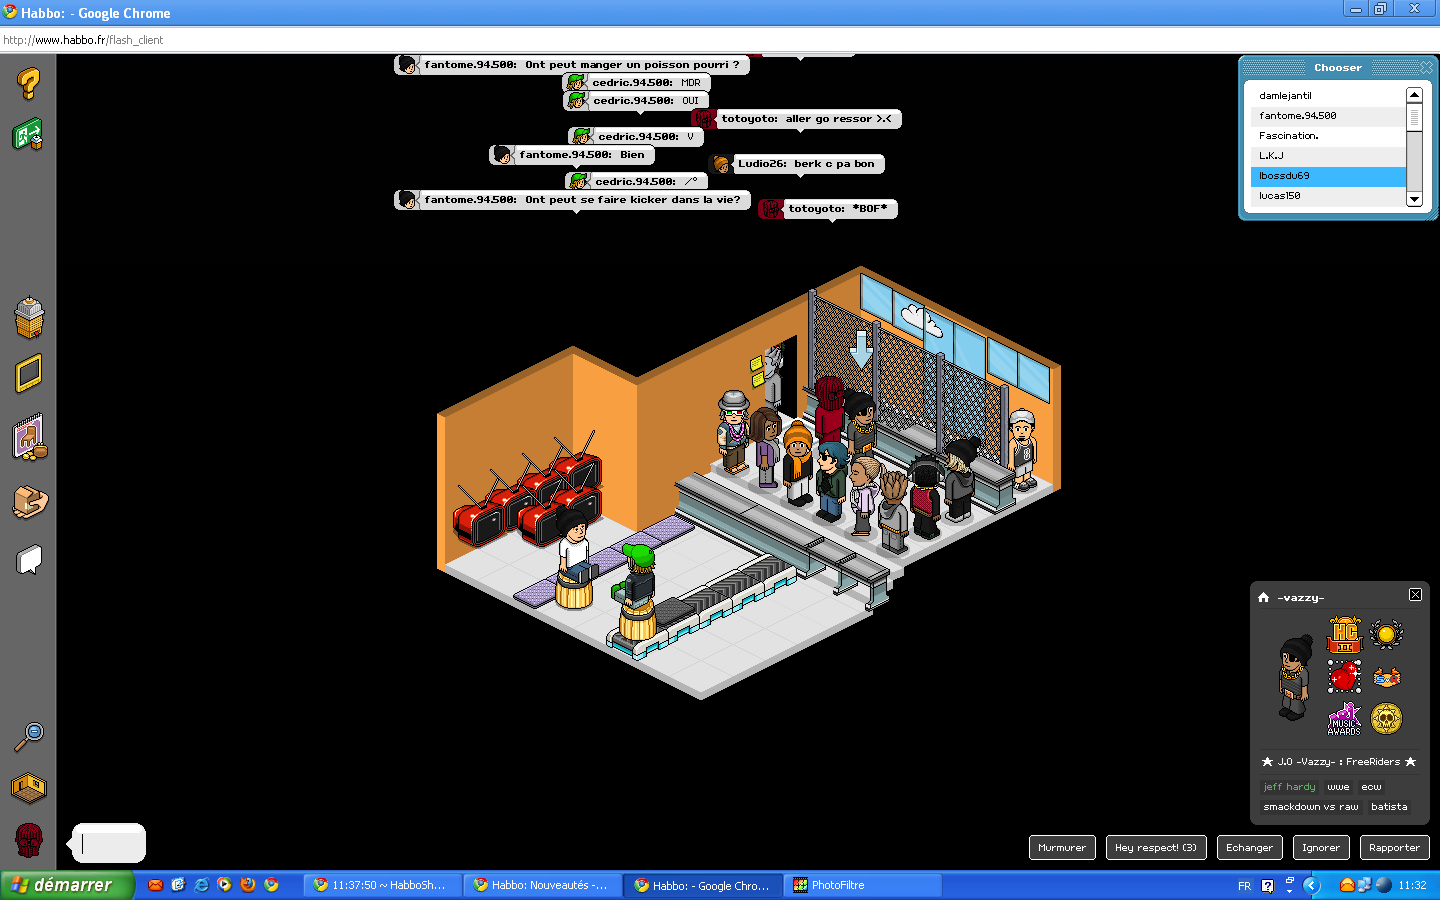 Habbo: - Google Chrome
http://www.habbo.fr/flash_client
fantome.94.500: Ont peut manger un poisson pourri ?
cedric.94.500: MDR
cedric.94.500: OUI
totoyoto: aller go ressor >.<
cedric.94.500: V
fantome.94.500: Bien
Ludio26: berk c pa bon
cedric.94.500: /°
fantome.94.500: Ont peut se faire kicker dans la vie?
totoyoto: *BOF*
Chooser
damlejantil
fantome.94.500
Fascination.
L.K.J
lbossdu69
lucas150
-vazzy-
HC
II
MUSIC
AWARDS
★ J.O -Vazzy- : FreeRiders ★
jeff hardy wwe ecw
smackdown vs raw batista
Murmurer Hey respect! (3) Echanger Ignorer Rapporter
démarrer 11:37:50 ~ HabboSh... Habbo: Nouveautés -... Habbo: - Google Chro... PhotoFiltre FR 11:32